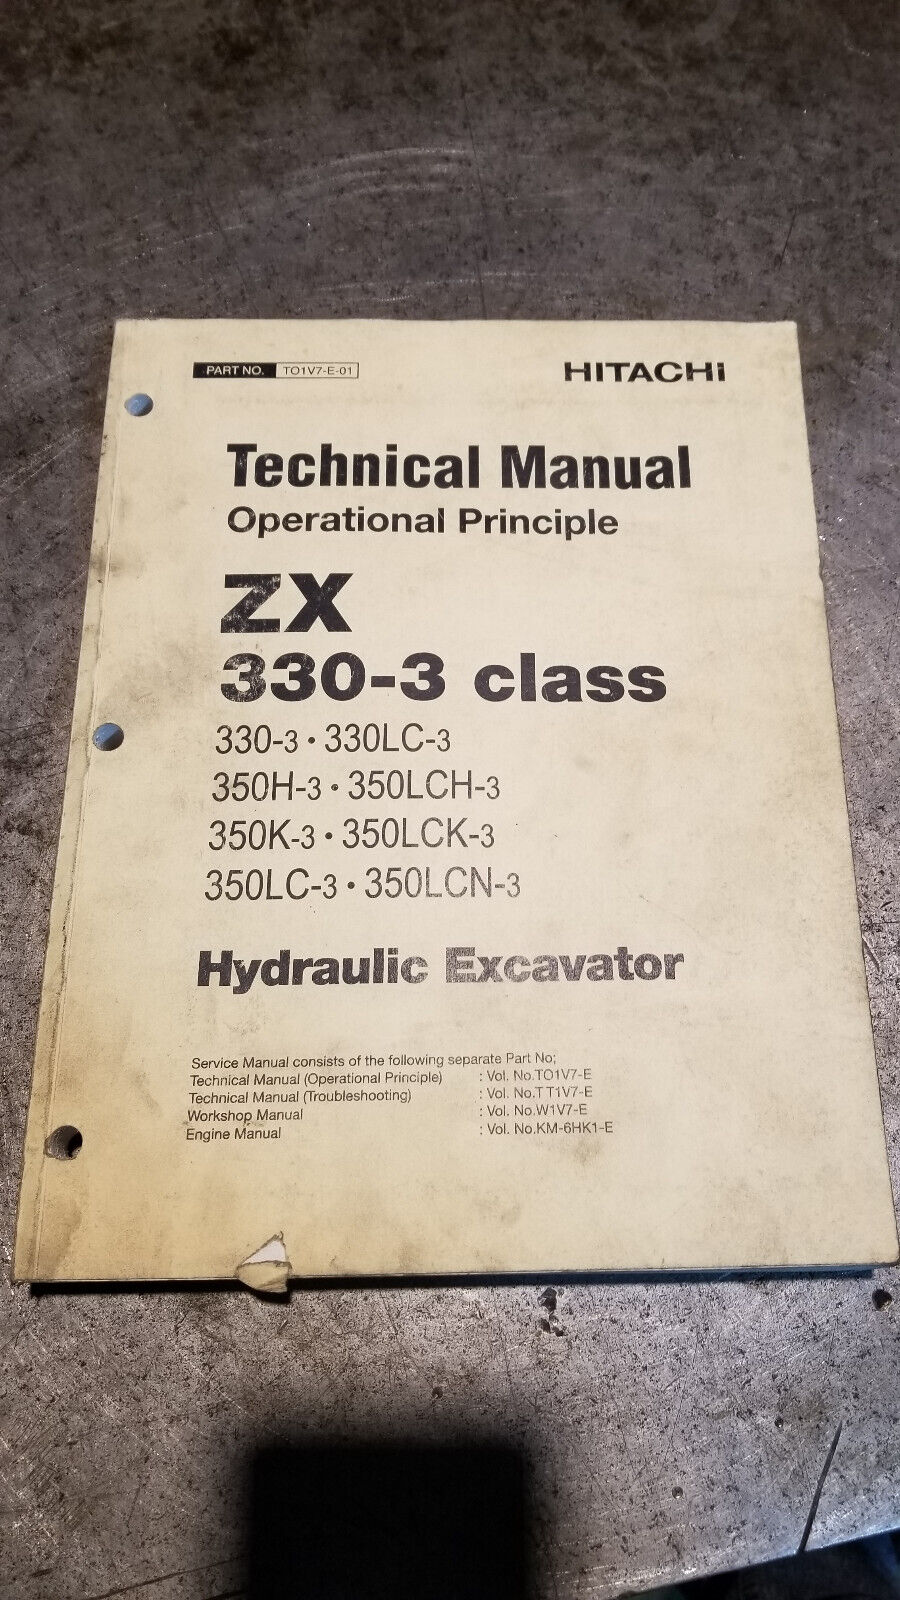 PART NO. TO1V7-E-01
HITACHI
Technical Manual
Operational Principle
ZX
330-3 class
330-3 • 330LC-3
350H-3 • 350LCH-3
350K-3 • 350LCK-3
350LC-3 • 350LCN-3
Hydraulic Excavator
Service Manual consists of the following separate Part No;
Technical Manual (Operational Principle) : Vol. No.TO1V7-E
Technical Manual (Troubleshooting) : Vol. No.TT1V7-E
Workshop Manual : Vol. No.W1V7-E
Engine Manual : Vol. No.KM-6HK1-E